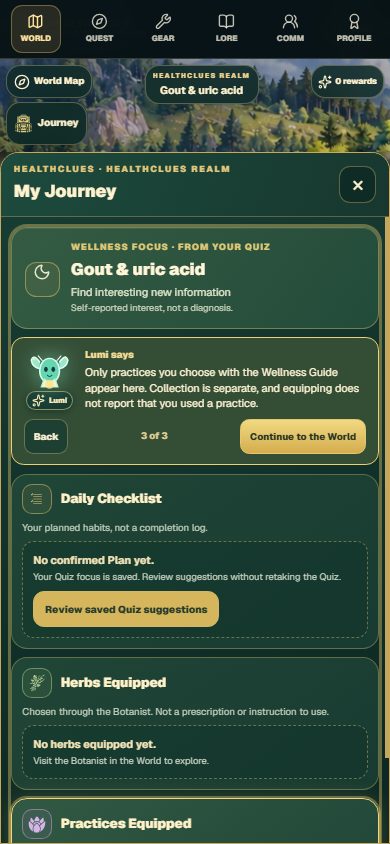 WORLD
QUEST
GEAR
LORE
COMM
PROFILE
World Map
HEALTHCLUES REALM
Gout & uric acid
0 rewards
Journey
HEALTHCLUES · HEALTHCLUES REALM
My Journey
WELLNESS FOCUS · FROM YOUR QUIZ
Gout & uric acid
Find interesting new information
Self-reported interest, not a diagnosis.
Lumi says
Only practices you choose with the Wellness Guide
appear here. Collection is separate, and equipping does
not report that you used a practice.
Lumi
Back
3 of 3
Continue to the World
Daily Checklist
Your planned habits, not a completion log.
No confirmed Plan yet.
Your Quiz focus is saved. Review suggestions without retaking the Quiz.
Review saved Quiz suggestions
Herbs Equipped
Chosen through the Botanist. Not a prescription or instruction to use.
No herbs equipped yet.
Visit the Botanist in the World to explore.
Practices Equipped